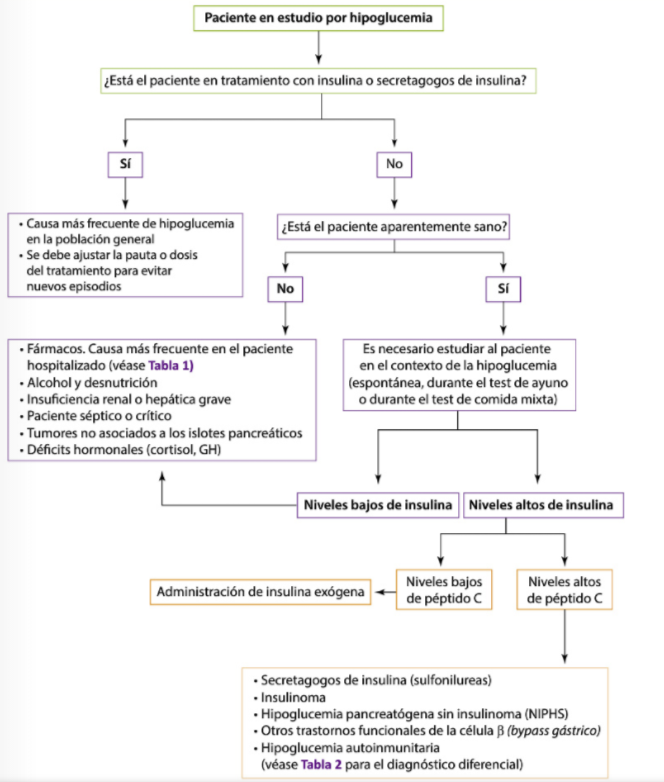 Paciente en estudio por hipoglucemia
¿Está el paciente en tratamiento con insulina o secretagogos de insulina?
Sí
No
• Causa más frecuente de hipoglucemia
en la población general
• Se debe ajustar la pauta o dosis
del tratamiento para evitar
nuevos episodios
¿Está el paciente aparentemente sano?
No
Sí
• Fármacos. Causa más frecuente en el paciente
hospitalizado (véase Tabla 1)
• Alcohol y desnutrición
• Insuficiencia renal o hepática grave
• Paciente séptico o crítico
• Tumores no asociados a los islotes pancreáticos
• Déficits hormonales (cortisol, GH)
Es necesario estudiar al paciente
en el contexto de la hipoglucemia
(espontánea, durante el test de ayuno
o durante el test de comida mixta)
Niveles bajos de insulina
Niveles altos de insulina
Administración de insulina exógena
Niveles bajos
de péptido C
Niveles altos
de péptido C
• Secretagogos de insulina (sulfonilureas)
• Insulinoma
• Hipoglucemia pancreatógena sin insulinoma (NIPHS)
• Otros trastornos funcionales de la célula β (bypass gástrico)
• Hipoglucemia autoinmunitaria
(véase Tabla 2 para el diagnóstico diferencial)